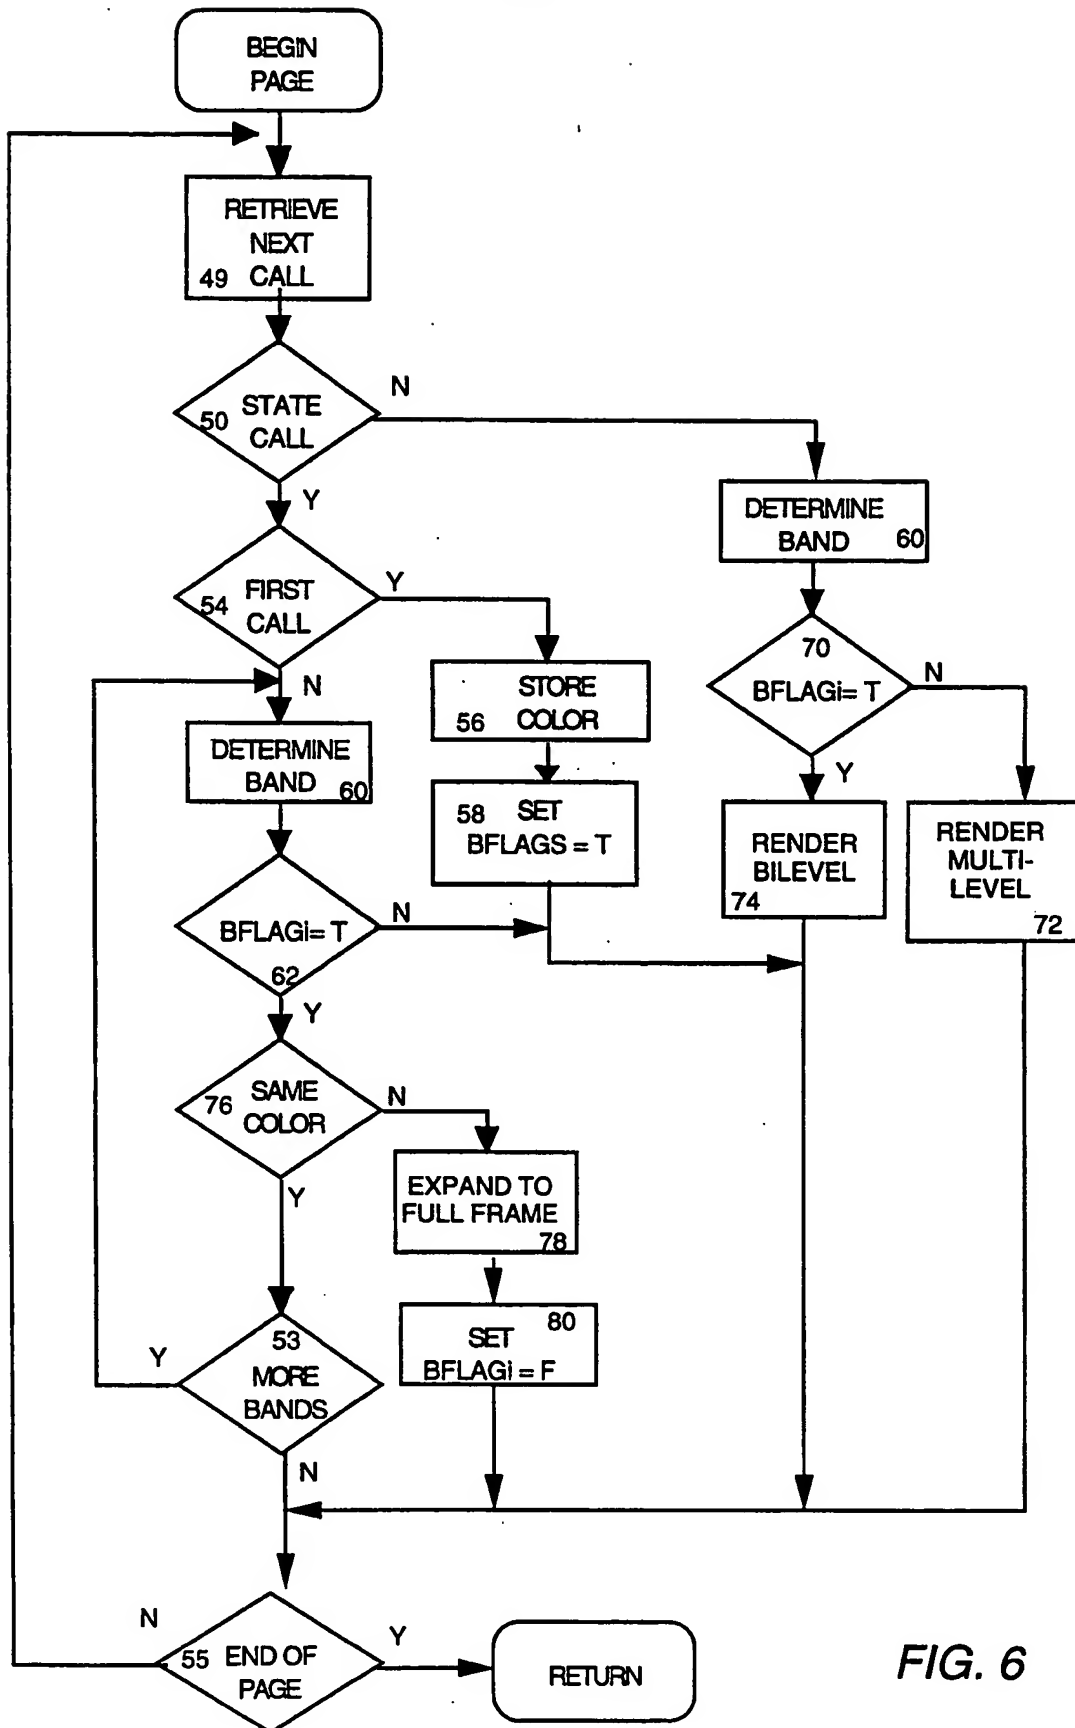 BEGIN
PAGE
RETRIEVE
NEXT
49 CALL
N
50 STATE
CALL
Y
DETERMINE
BAND 60
54 FIRST
CALL
Y
N
70
BFLAGi= T
N
Y
STORE
56 COLOR
DETERMINE
BAND 60
58 SET
BFLAGS = T
RENDER
BILEVEL
74
RENDER
MULTI-
LEVEL
72
BFLAGi= T
62
N
Y
76 SAME
COLOR
N
Y
EXPAND TO
FULL FRAME
78
80
SET
BFLAGi = F
53
MORE
BANDS
Y
N
55 END OF
PAGE
N
Y
RETURN
FIG. 6